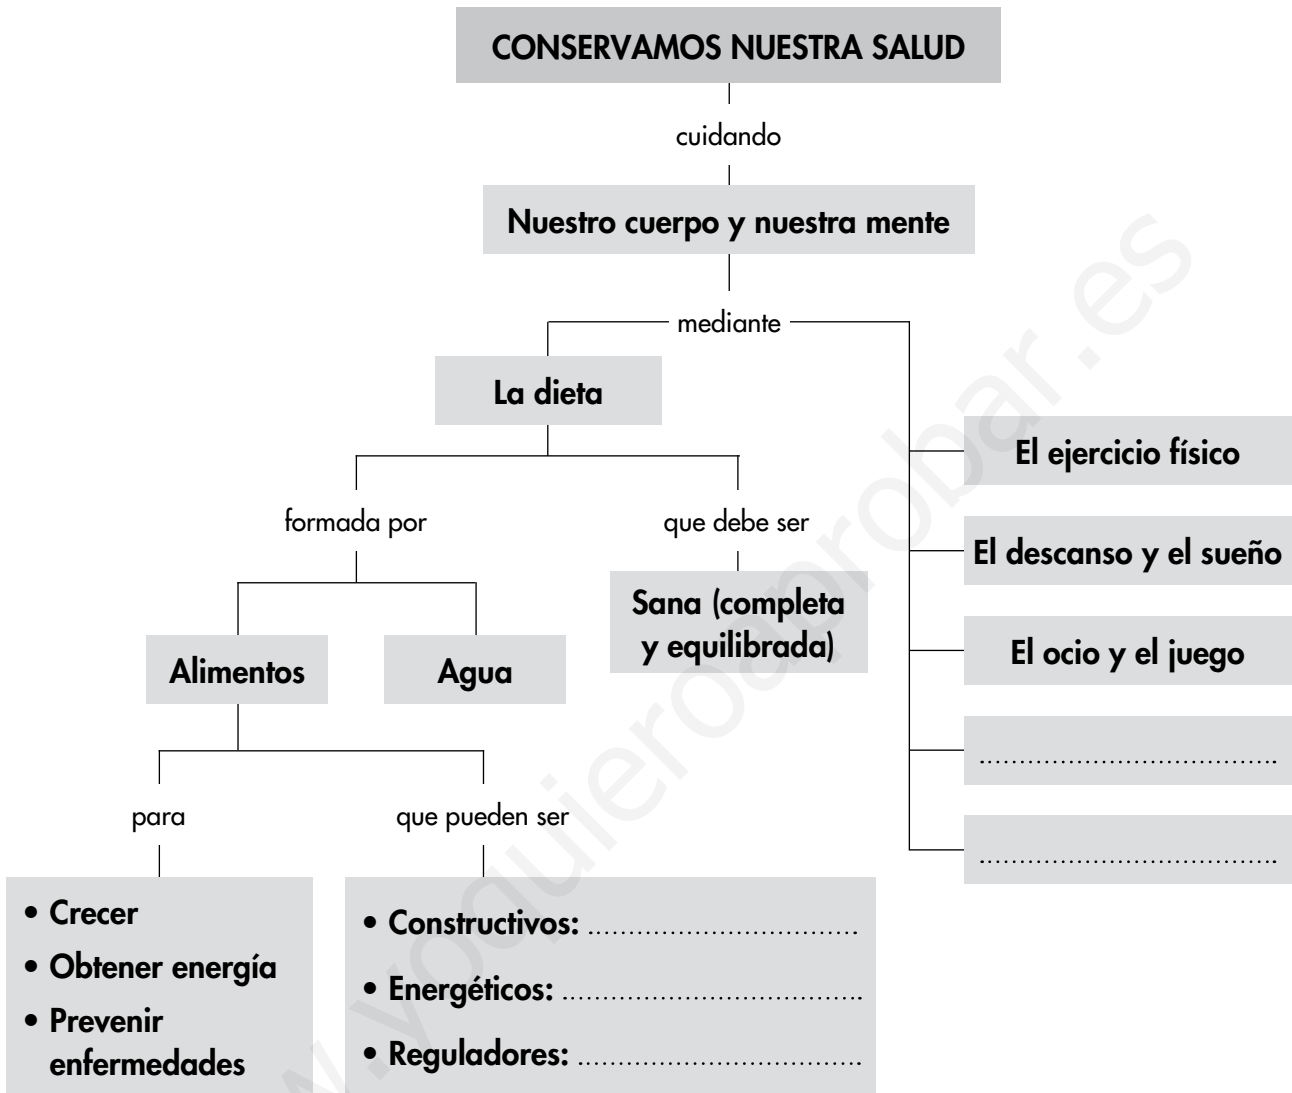 CONSERVAMOS NUESTRA SALUD
cuidando
Nuestro cuerpo y nuestra mente
mediante
La dieta
formada por
que debe ser
Sana (completa
y equilibrada)
Alimentos
Agua
para
que pueden ser
• Crecer
• Obtener energía
• Prevenir
enfermedades
• Constructivos: ..................................
• Energéticos: ......................................
• Reguladores: ....................................
El ejercicio físico
El descanso y el sueño
El ocio y el juego
......................................
......................................
w.yoquieroaprobar.es